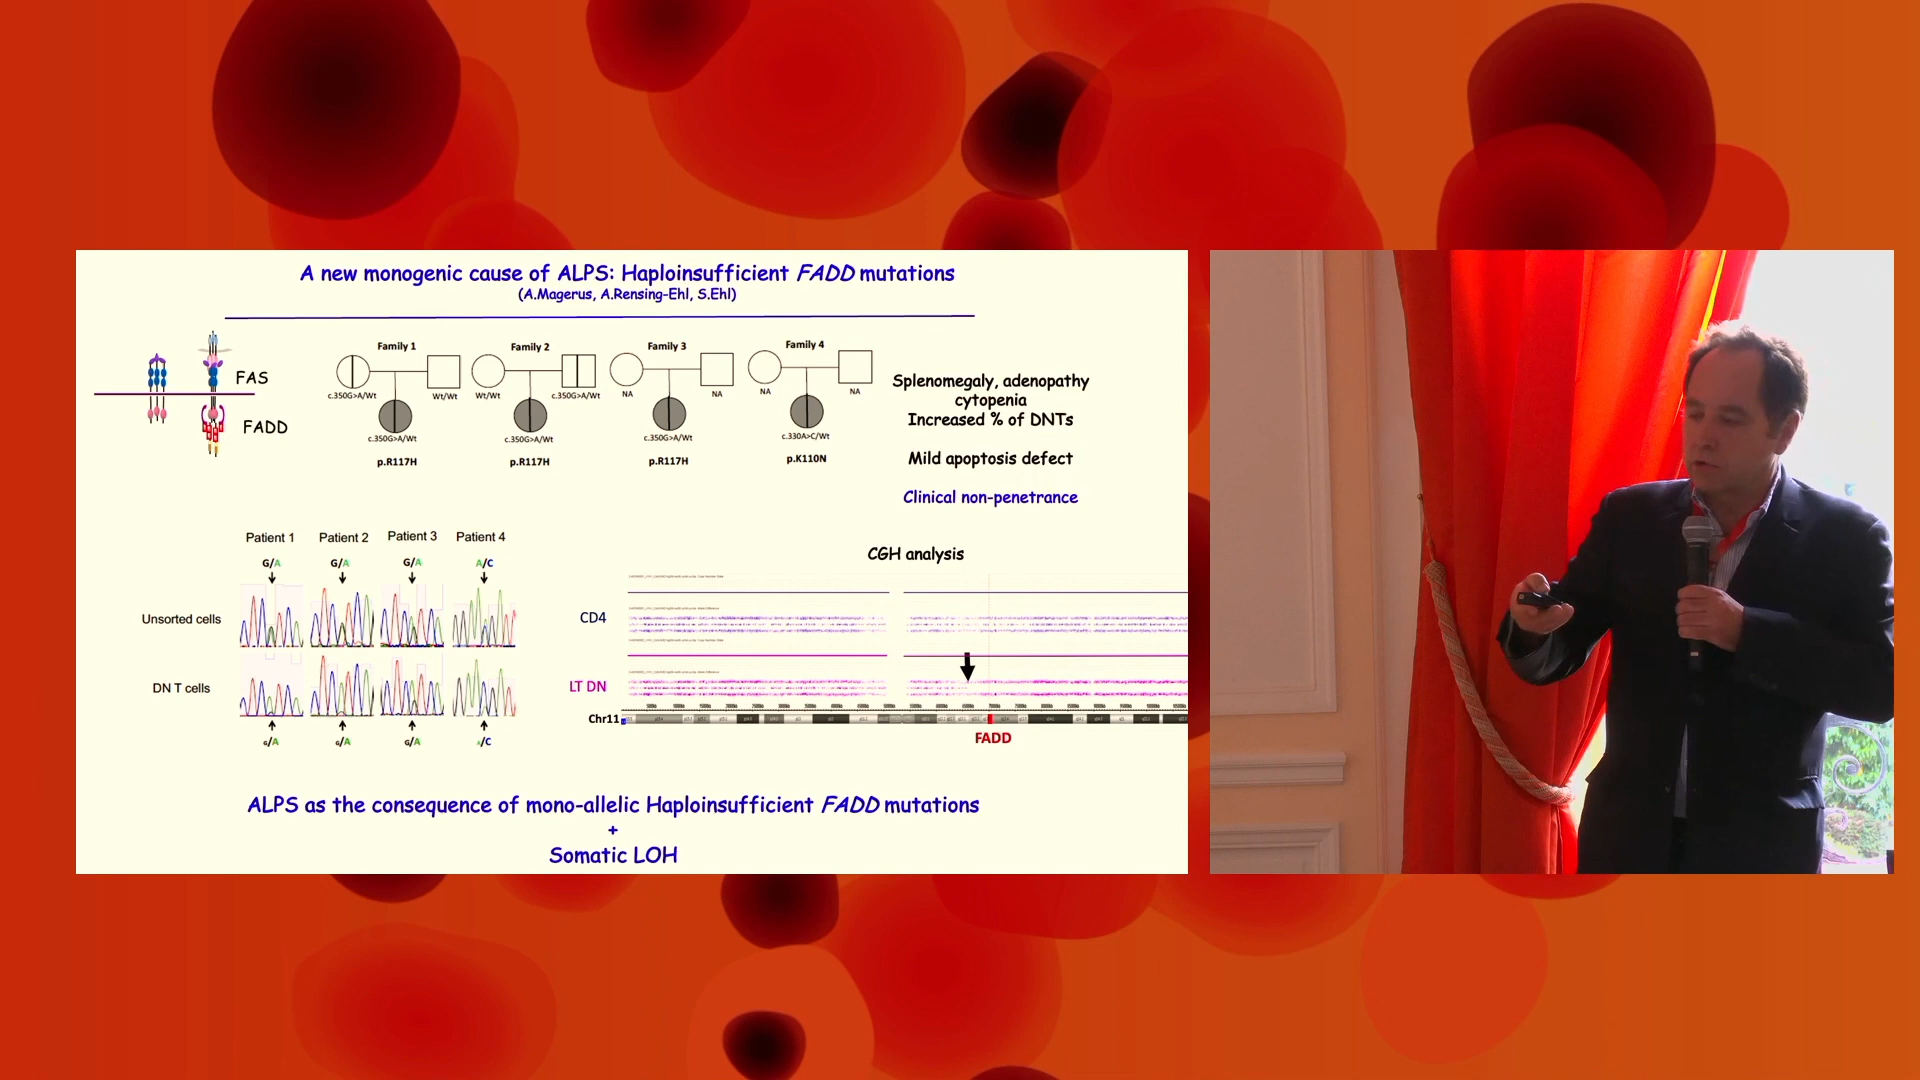 A new monogenic cause of ALPS: Haploinsufficient FADD mutations
(A.Magerus, A.Rensing-Ehl, S.Ehl)
FAS
FADD
Family 1
c.350G>A/Wt
Wt/Wt
c.350G>A/Wt
p.R117H
Family 2
Wt/Wt
c.350G>A/Wt
c.350G>A/Wt
p.R117H
Family 3
NA
NA
c.350G>A/Wt
p.R117H
Family 4
NA
NA
c.330A>C/Wt
p.K110N
Splenomegaly, adenopathy
cytopenia
Increased % of DNTs
Mild apoptosis defect
Clinical non-penetrance
Patient 1
Patient 2
Patient 3
Patient 4
G/A
G/A
G/A
A/C
Unsorted cells
DN T cells
G/A
G/A
G/A
/C
CGH analysis
CD4
LT DN
Chr11
FADD
ALPS as the consequence of mono-allelic Haploinsufficient FADD mutations
+
Somatic LOH